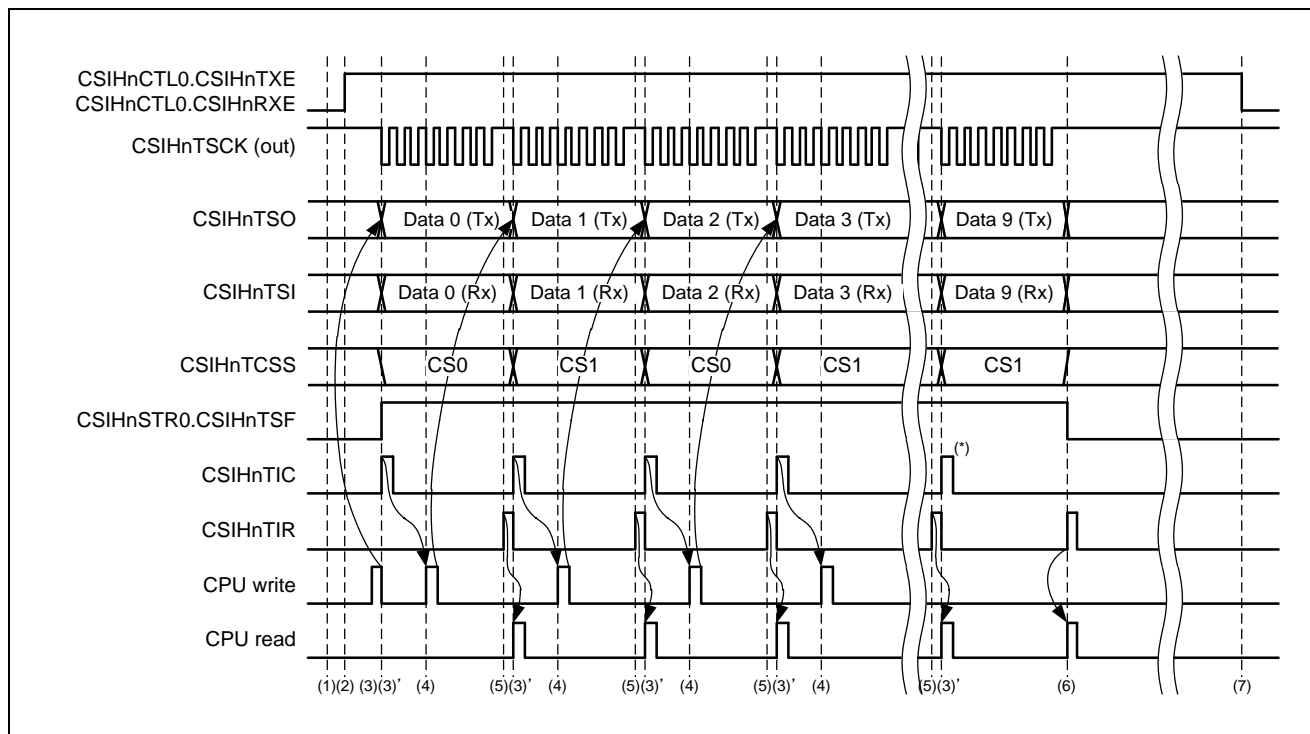 CSIHnCTL0.CSIHnTXE
CSIHnCTL0.CSIHnRXE
CSIHnTSCK (out)
CSIHnTSO Data 0 (Tx) Data 1 (Tx) Data 2 (Tx) Data 3 (Tx) Data 9 (Tx)
CSIHnTSI Data 0 (Rx) Data 1 (Rx) Data 2 (Rx) Data 3 (Rx) Data 9 (Rx)
CSIHnTCSS CS0 CS1 CS0 CS1 CS1
CSIHnSTR0.CSIHnTSF
(*)
CSIHnTIC
CSIHnTIR
CPU write
CPU read
(1)(2) (3)(3)' (4) (5)(3)' (4) (5)(3)' (4) (5)(3)' (4) (5)(3)' (6) (7)